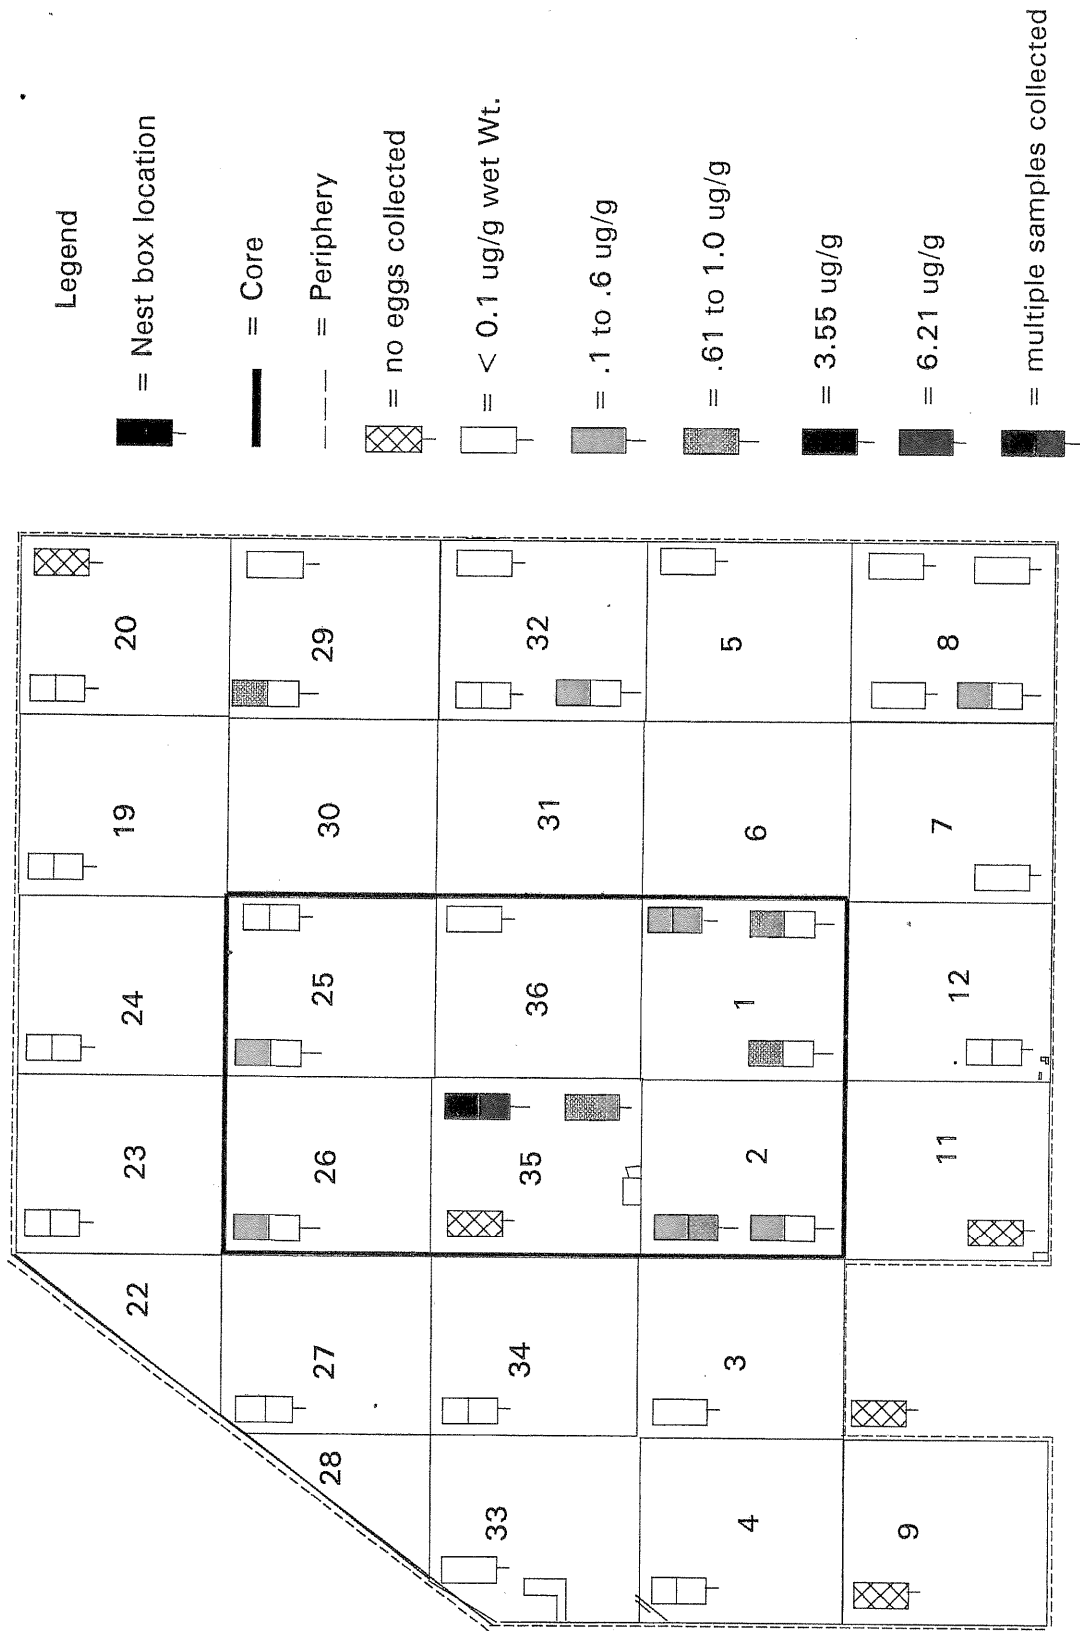 22 23 24 19 20
28 27 26 25 30 29
33 34 35 36 31 32
4 3 2 1 6 5
9 11 12 7 8
Legend
= Nest box location
= Core
= Periphery
= no eggs collected
= < 0.1 ug/g wet Wt.
= .1 to .6 ug/g
= .61 to 1.0 ug/g
= 3.55 ug/g
= 6.21 ug/g
= multiple samples collected